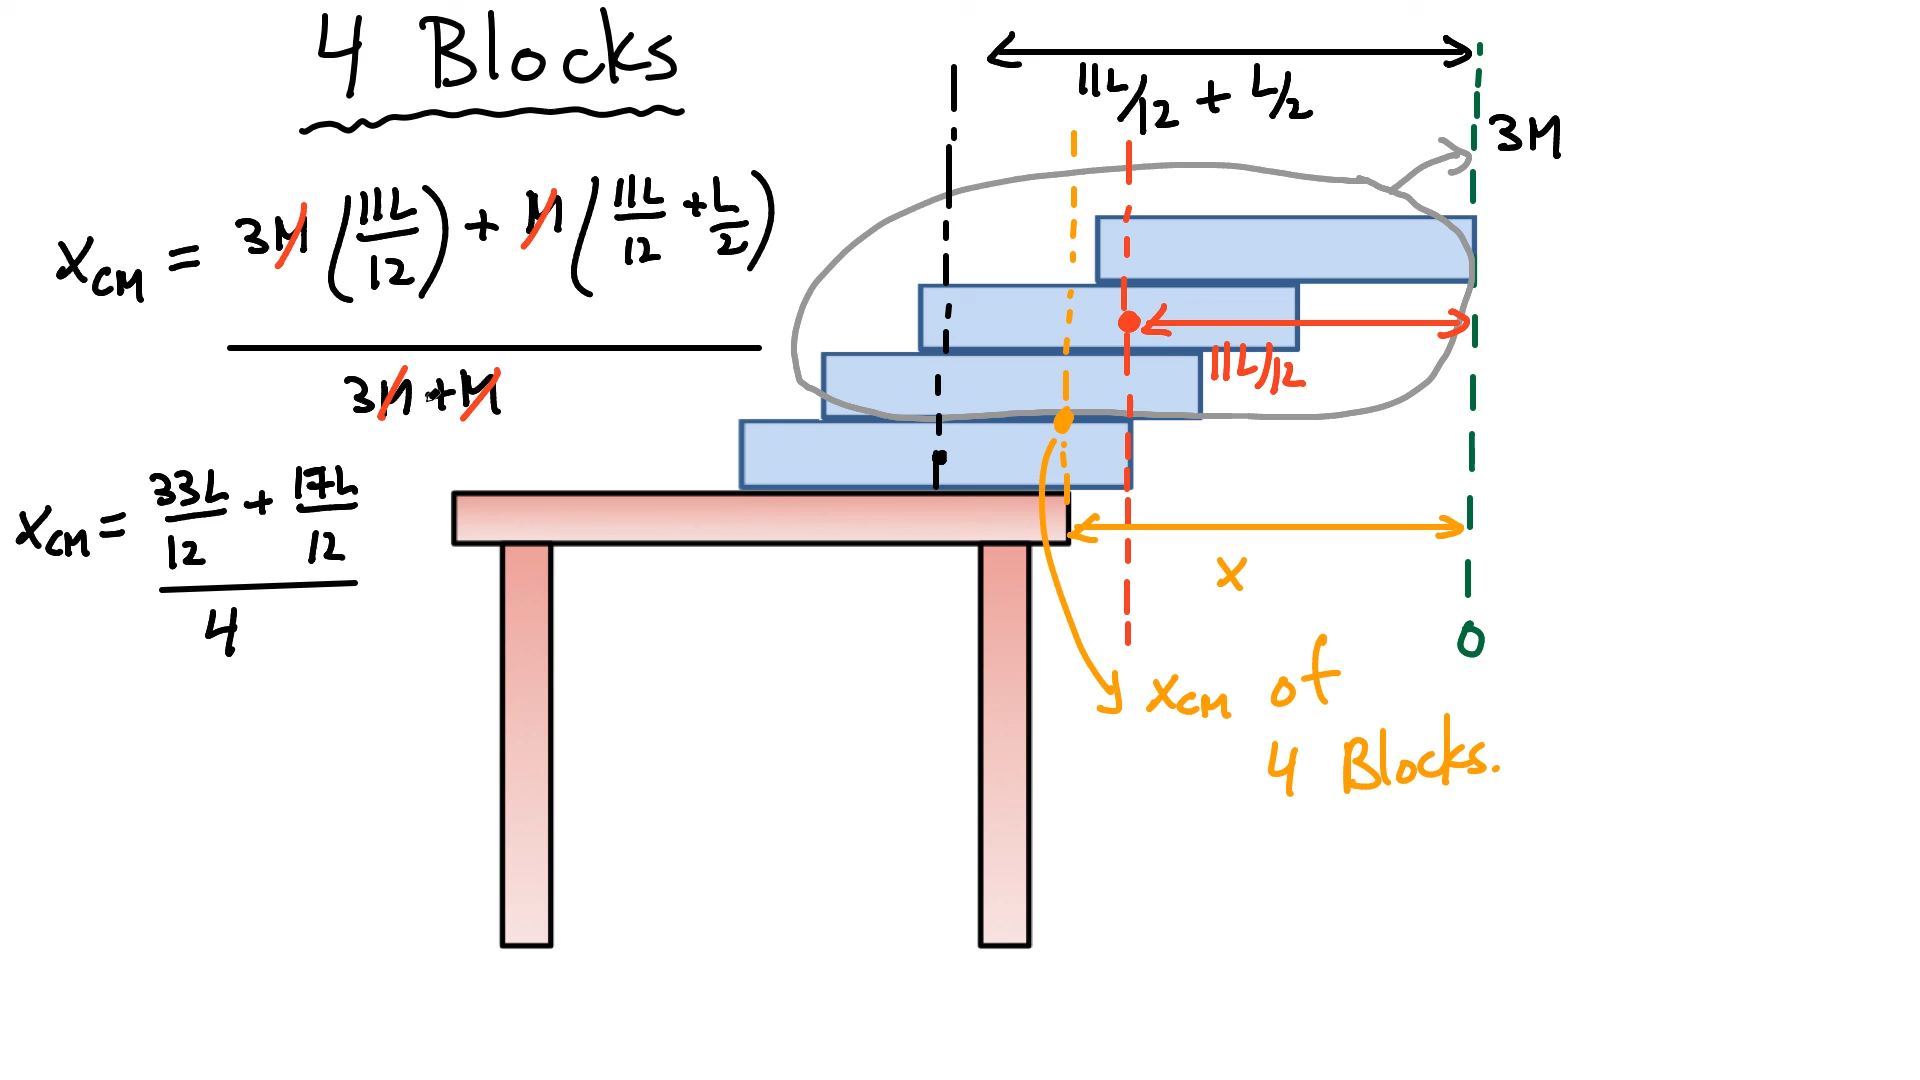 4 Blocks
11L/12 + L/2
3M
x_CM = (3M (11L/12) + M (11L/12 + L/2)) / (3M + M)
11L/12
x_CM = (33L/12 + 17L/12) / 4
x
0
x_CM of
4 Blocks.